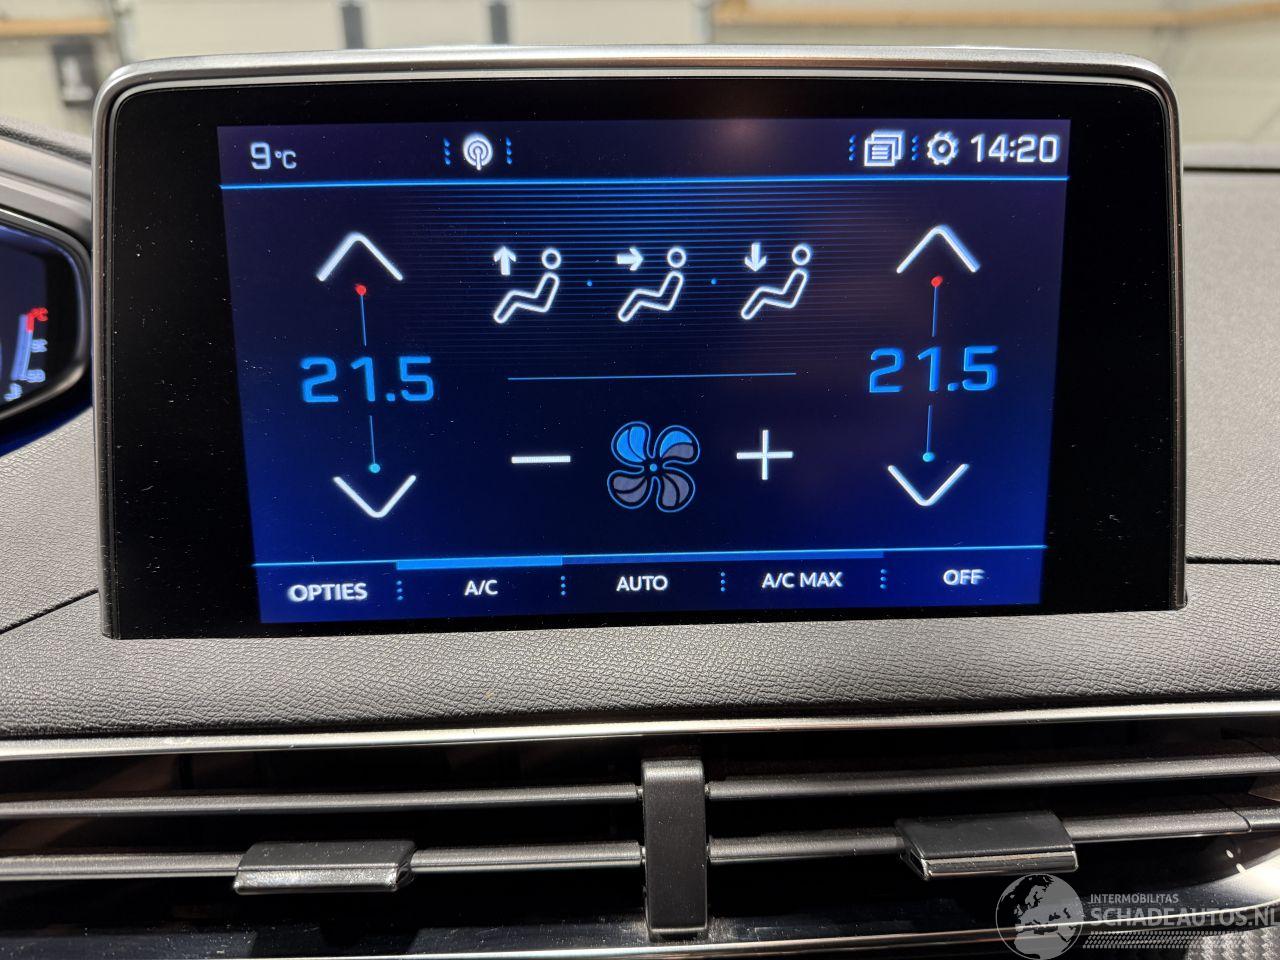 9°C
14:20
21.5
21.5
OPTIES
A/C
AUTO
A/C MAX
OFF
INTERMOBILITAS
SCHADEAUTOS.NL